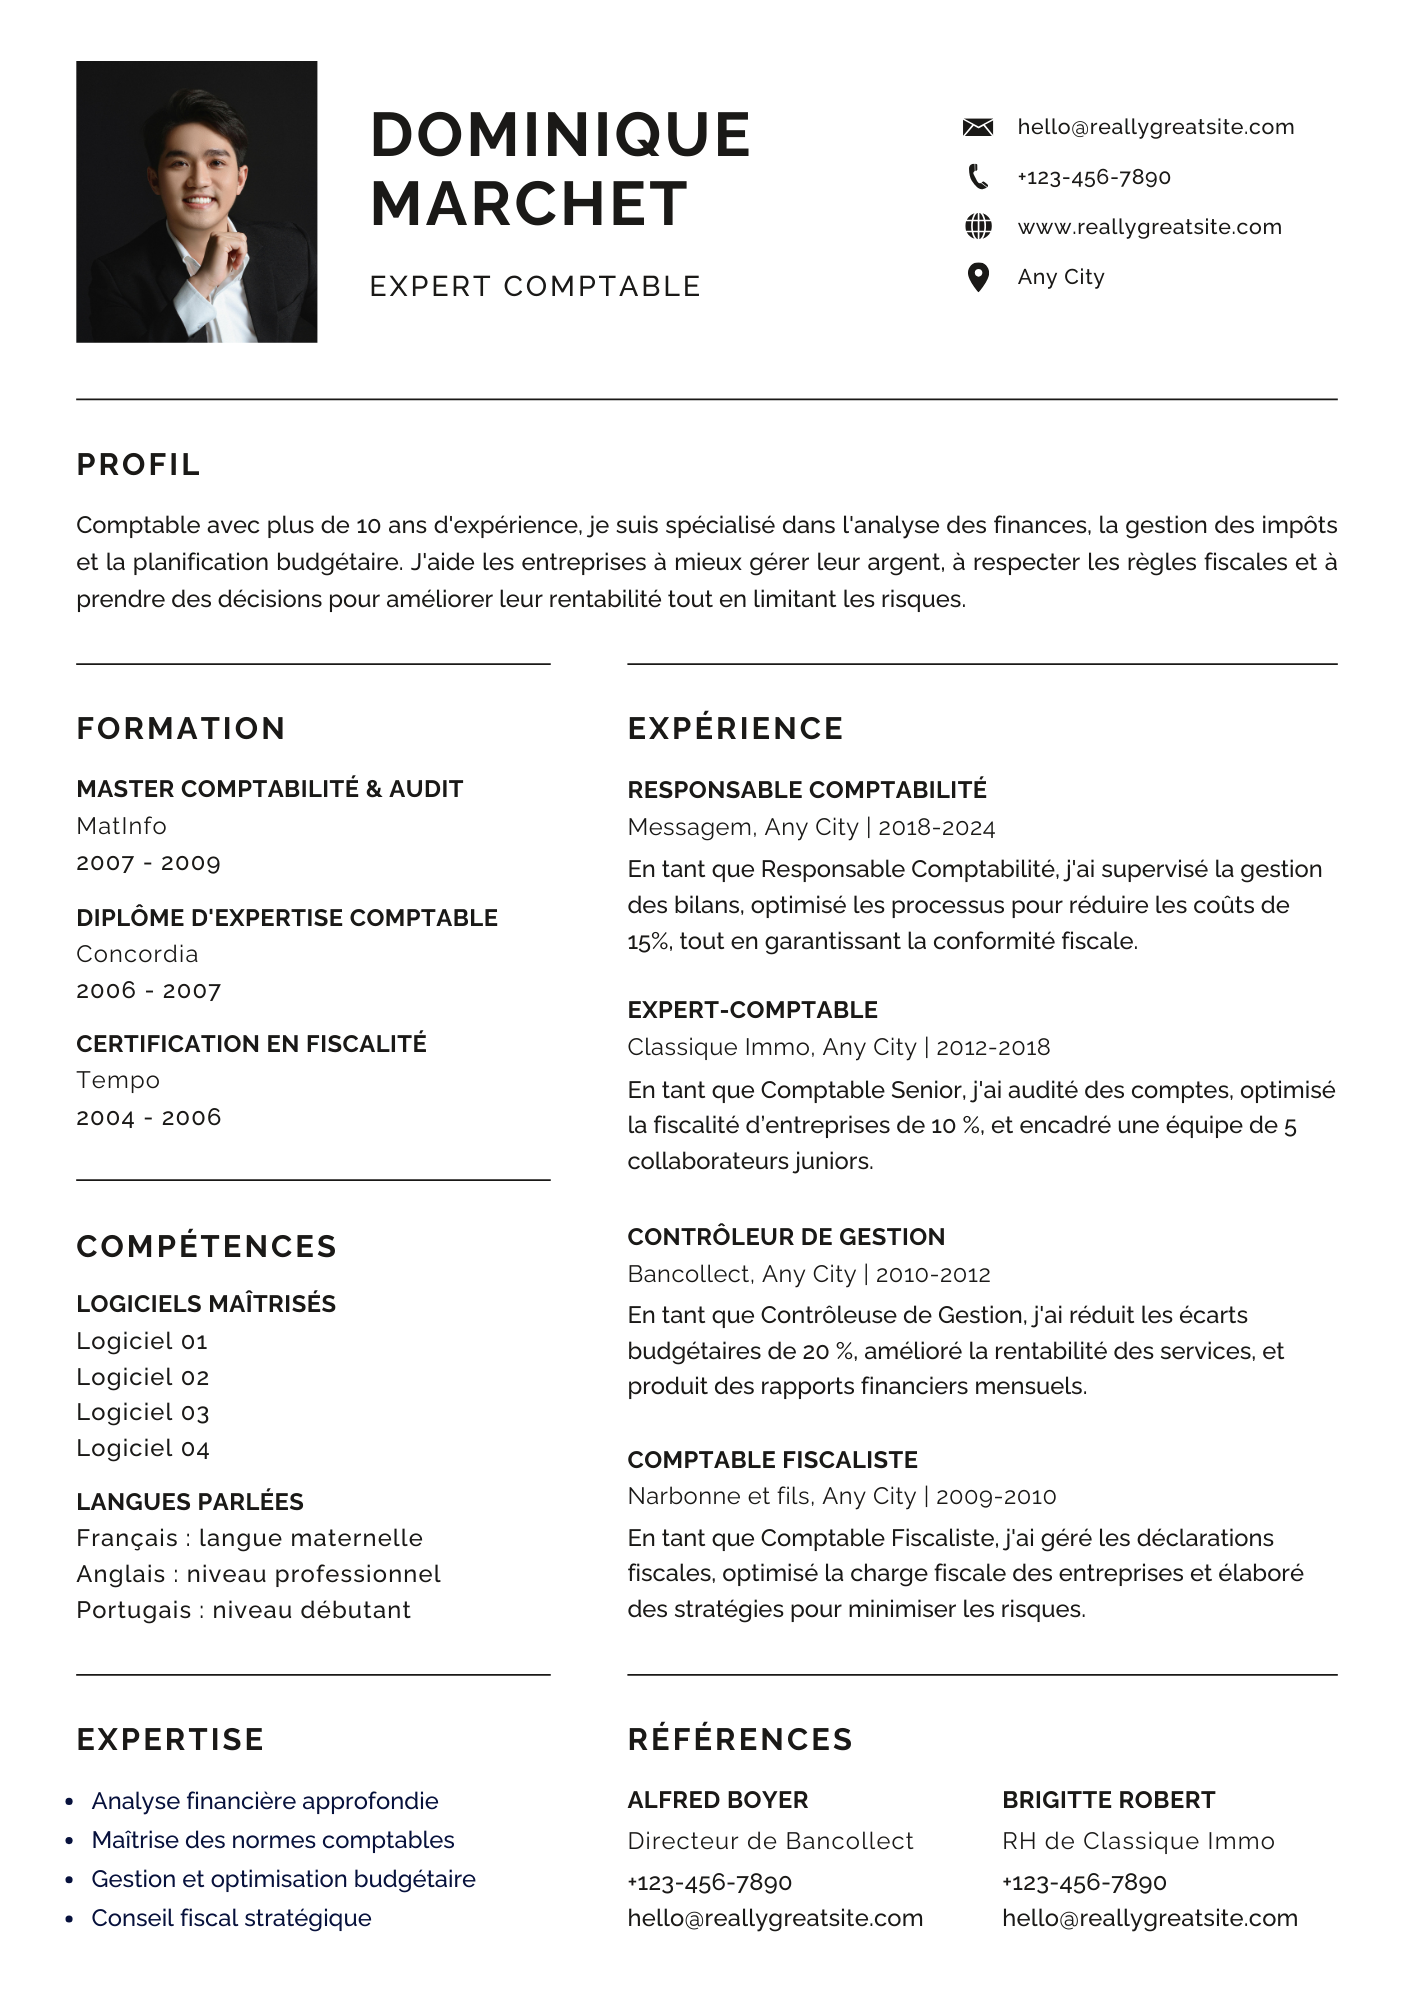 DOMINIQUE
MARCHET
EXPERT COMPTABLE
hello@reallygreatsite.com
+123-456-7890
www.reallygreatsite.com
Any City
PROFIL
Comptable avec plus de 10 ans d'expérience, je suis spécialisé dans l'analyse des finances, la gestion des impôts
et la planification budgétaire. J'aide les entreprises à mieux gérer leur argent, à respecter les règles fiscales et à
prendre des décisions pour améliorer leur rentabilité tout en limitant les risques.
FORMATION
MASTER COMPTABILITÉ & AUDIT
MatInfo
2007 - 2009
DIPLÔME D'EXPERTISE COMPTABLE
Concordia
2006 - 2007
CERTIFICATION EN FISCALITÉ
Tempo
2004 - 2006
COMPÉTENCES
LOGICIELS MAÎTRISÉS
Logiciel 01
Logiciel 02
Logiciel 03
Logiciel 04
LANGUES PARLÉES
Français : langue maternelle
Anglais : niveau professionnel
Portugais : niveau débutant
EXPERTISE
• Analyse financière approfondie
• Maîtrise des normes comptables
• Gestion et optimisation budgétaire
• Conseil fiscal stratégique
EXPÉRIENCE
RESPONSABLE COMPTABILITÉ
Messagem, Any City | 2018-2024
En tant que Responsable Comptabilité, j'ai supervisé la gestion
des bilans, optimisé les processus pour réduire les coûts de
15%, tout en garantissant la conformité fiscale.
EXPERT-COMPTABLE
Classique Immo, Any City | 2012-2018
En tant que Comptable Senior, j'ai audité des comptes, optimisé
la fiscalité d’entreprises de 10 %, et encadré une équipe de 5
collaborateurs juniors.
CONTRÔLEUR DE GESTION
Bancollect, Any City | 2010-2012
En tant que Contrôleuse de Gestion, j'ai réduit les écarts
budgétaires de 20 %, amélioré la rentabilité des services, et
produit des rapports financiers mensuels.
COMPTABLE FISCALISTE
Narbonne et fils, Any City | 2009-2010
En tant que Comptable Fiscaliste, j'ai géré les déclarations
fiscales, optimisé la charge fiscale des entreprises et élaboré
des stratégies pour minimiser les risques.
RÉFÉRENCES
ALFRED BOYER
Directeur de Bancollect
+123-456-7890
hello@reallygreatsite.com
BRIGITTE ROBERT
RH de Classique Immo
+123-456-7890
hello@reallygreatsite.com